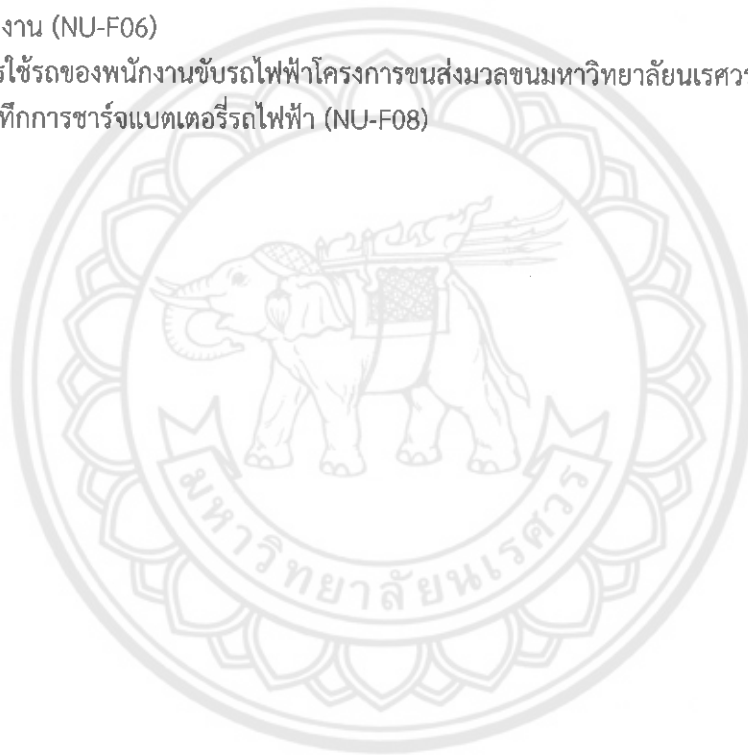 งาน (NU-F06)
รใช้รถของพนักงานขับรถไฟฟ้าโครงการขนส่งมวลชนมหาวิทยาลัยนเรศวร
ทึกการชาร์จแบตเตอรี่รถไฟฟ้า (NU-F08)
มหาวิทยาลัยนเรศวร